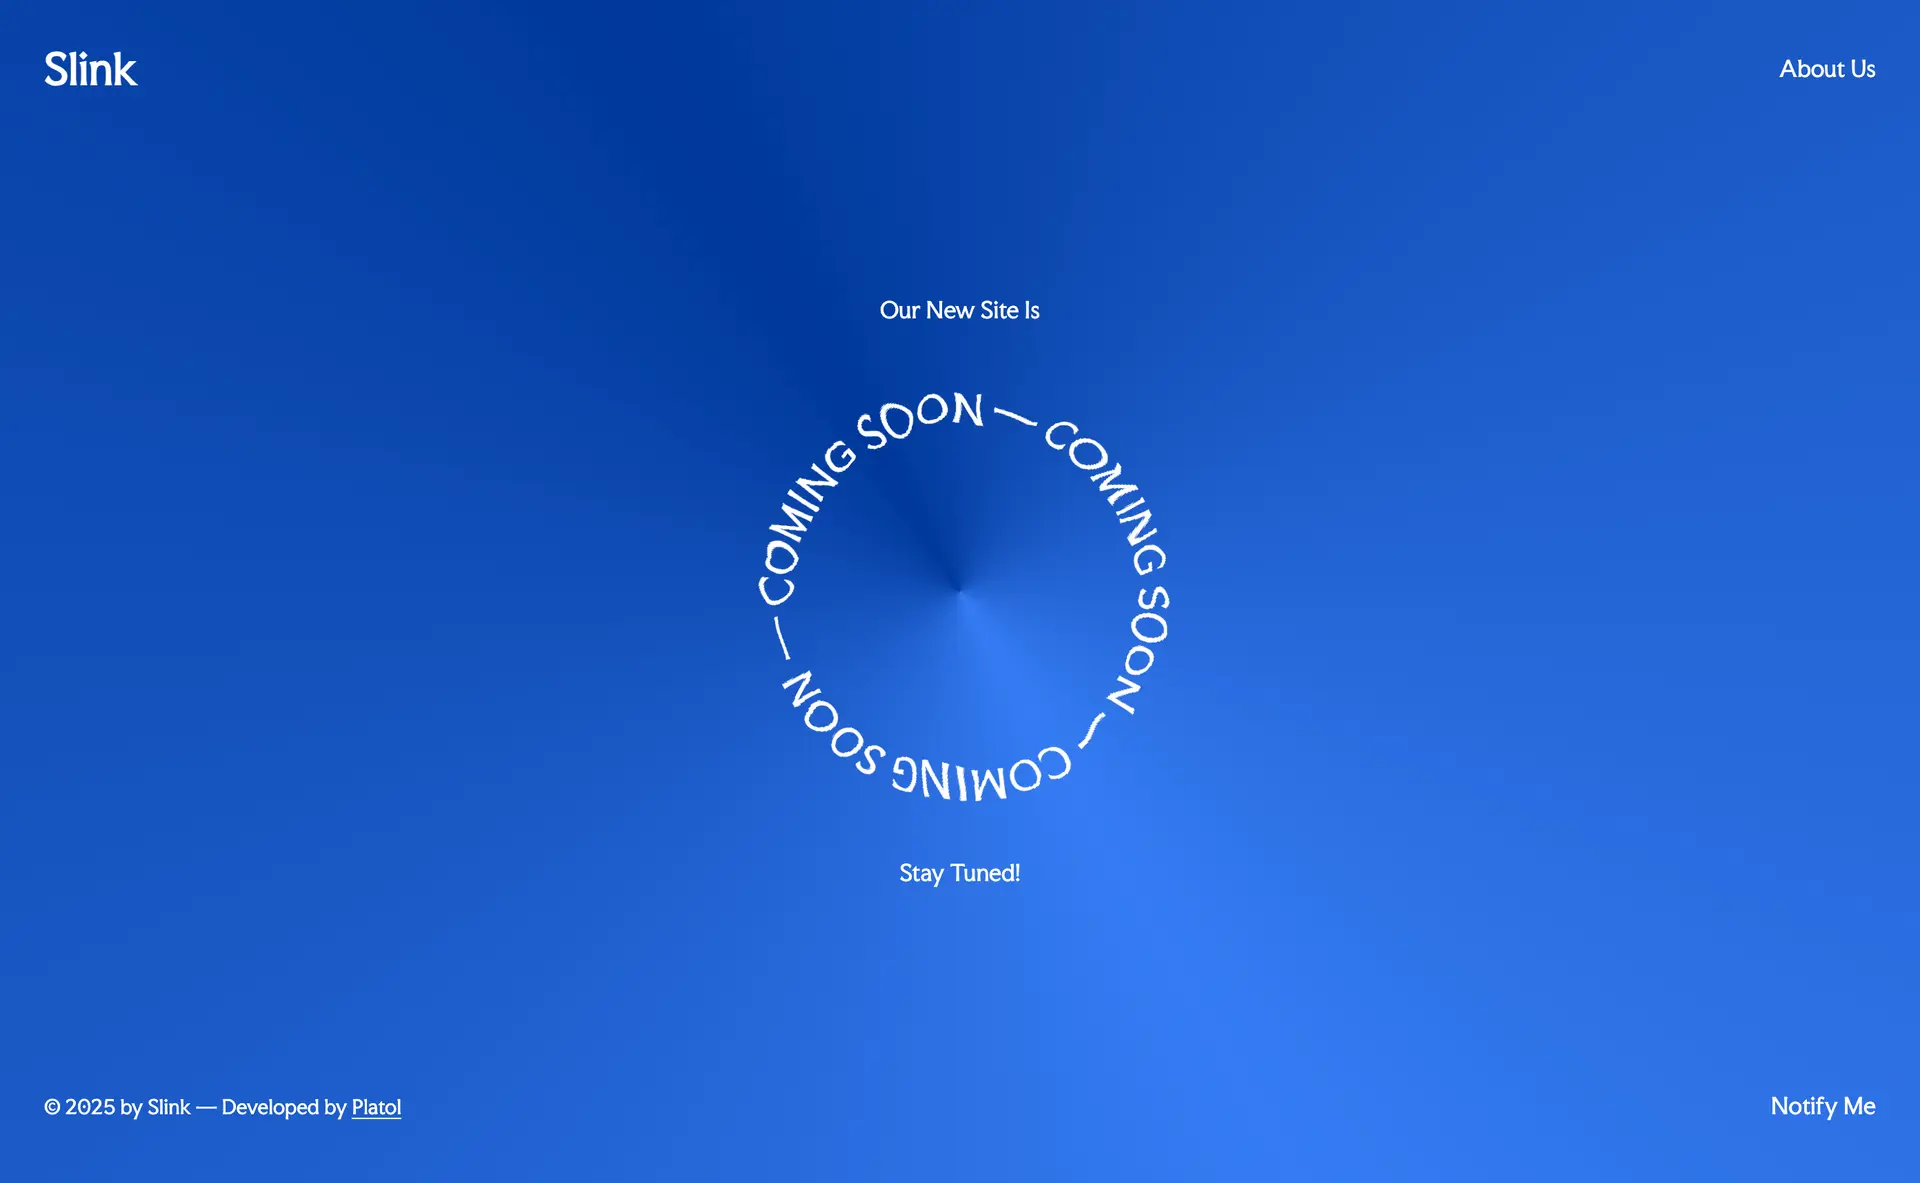 Slink
About Us
Our New Site Is
COMING SOON — COMING SOON — COMING SOON —
Stay Tuned!
© 2025 by Slink — Developed by Platol
Notify Me